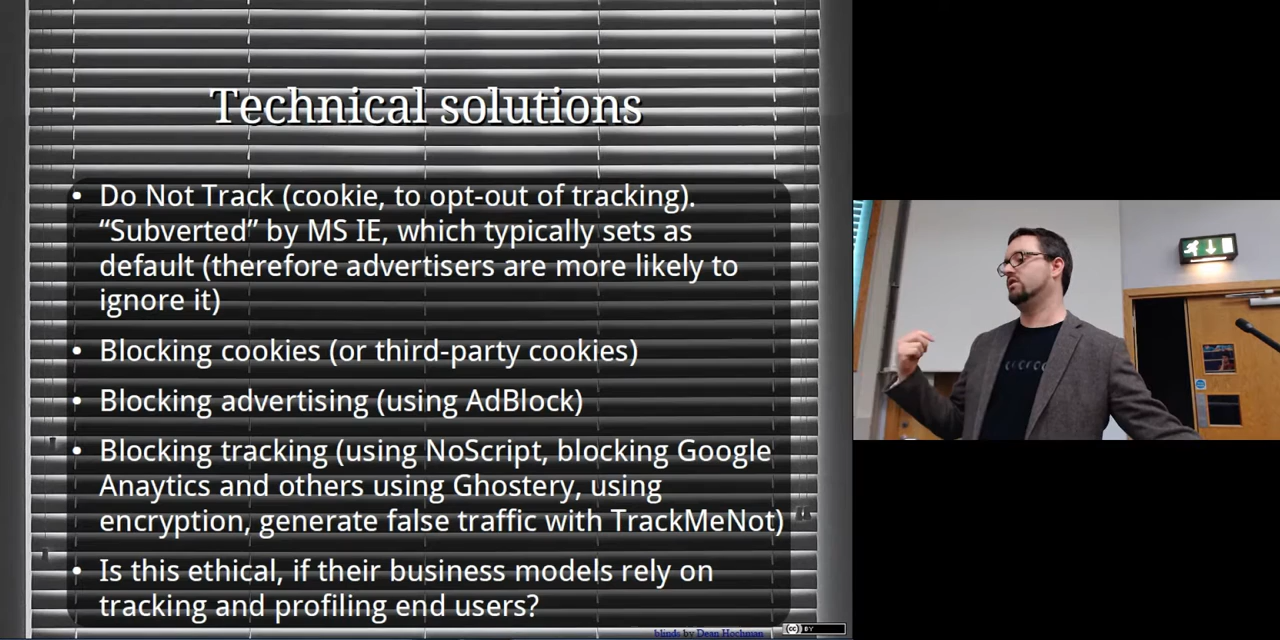 Technical solutions
• Do Not Track (cookie, to opt-out of tracking).
“Subverted” by MS IE, which typically sets as
default (therefore advertisers are more likely to
ignore it)
• Blocking cookies (or third-party cookies)
• Blocking advertising (using AdBlock)
• Blocking tracking (using NoScript, blocking Google
Anaytics and others using Ghostery, using
encryption, generate false traffic with TrackMeNot)
• Is this ethical, if their business models rely on
tracking and profiling end users?
blinds by Dean Hochman
cc BY